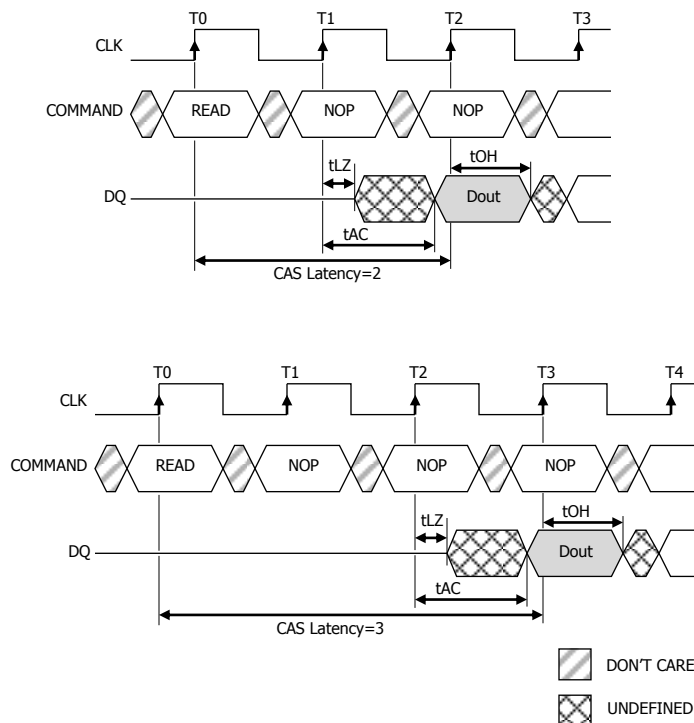 T0 T1 T2 T3
CLK
COMMAND READ NOP NOP
tLZ tOH
DQ Dout
tAC
CAS Latency=2
T0 T1 T2 T3 T4
CLK
COMMAND READ NOP NOP NOP
tLZ tOH
DQ Dout
tAC
CAS Latency=3
DON'T CARE
UNDEFINED